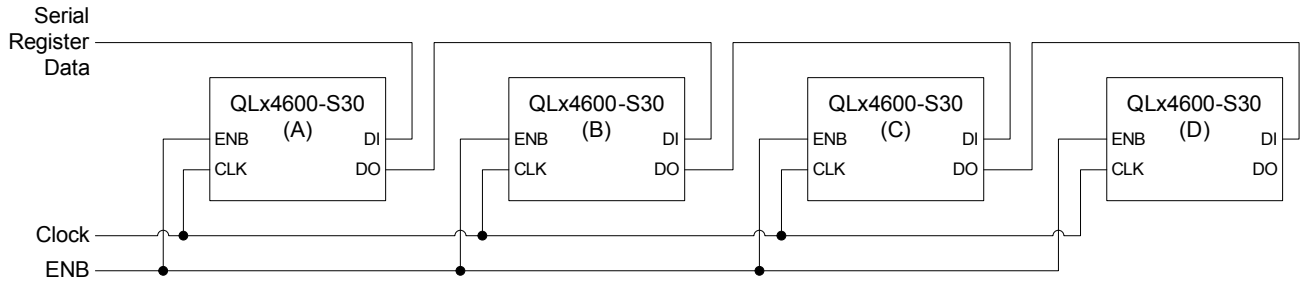 Serial
Register
Data
QLx4600-S30
(A)
ENB
DI
CLK
DO
QLx4600-S30
(B)
ENB
DI
CLK
DO
QLx4600-S30
(C)
ENB
DI
CLK
DO
QLx4600-S30
(D)
ENB
DI
CLK
DO
Clock
ENB